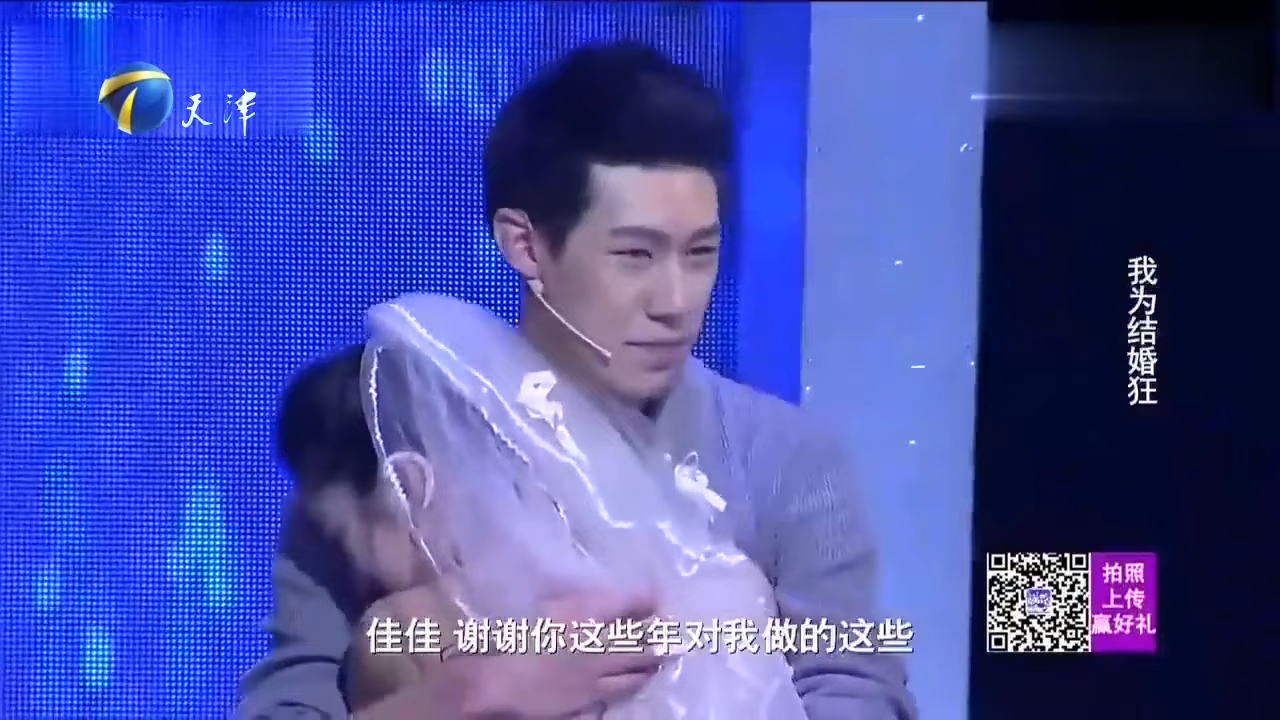 天津
我为结婚狂
拍照
上传
赢好礼
佳佳 谢谢你这些年对我做的这些